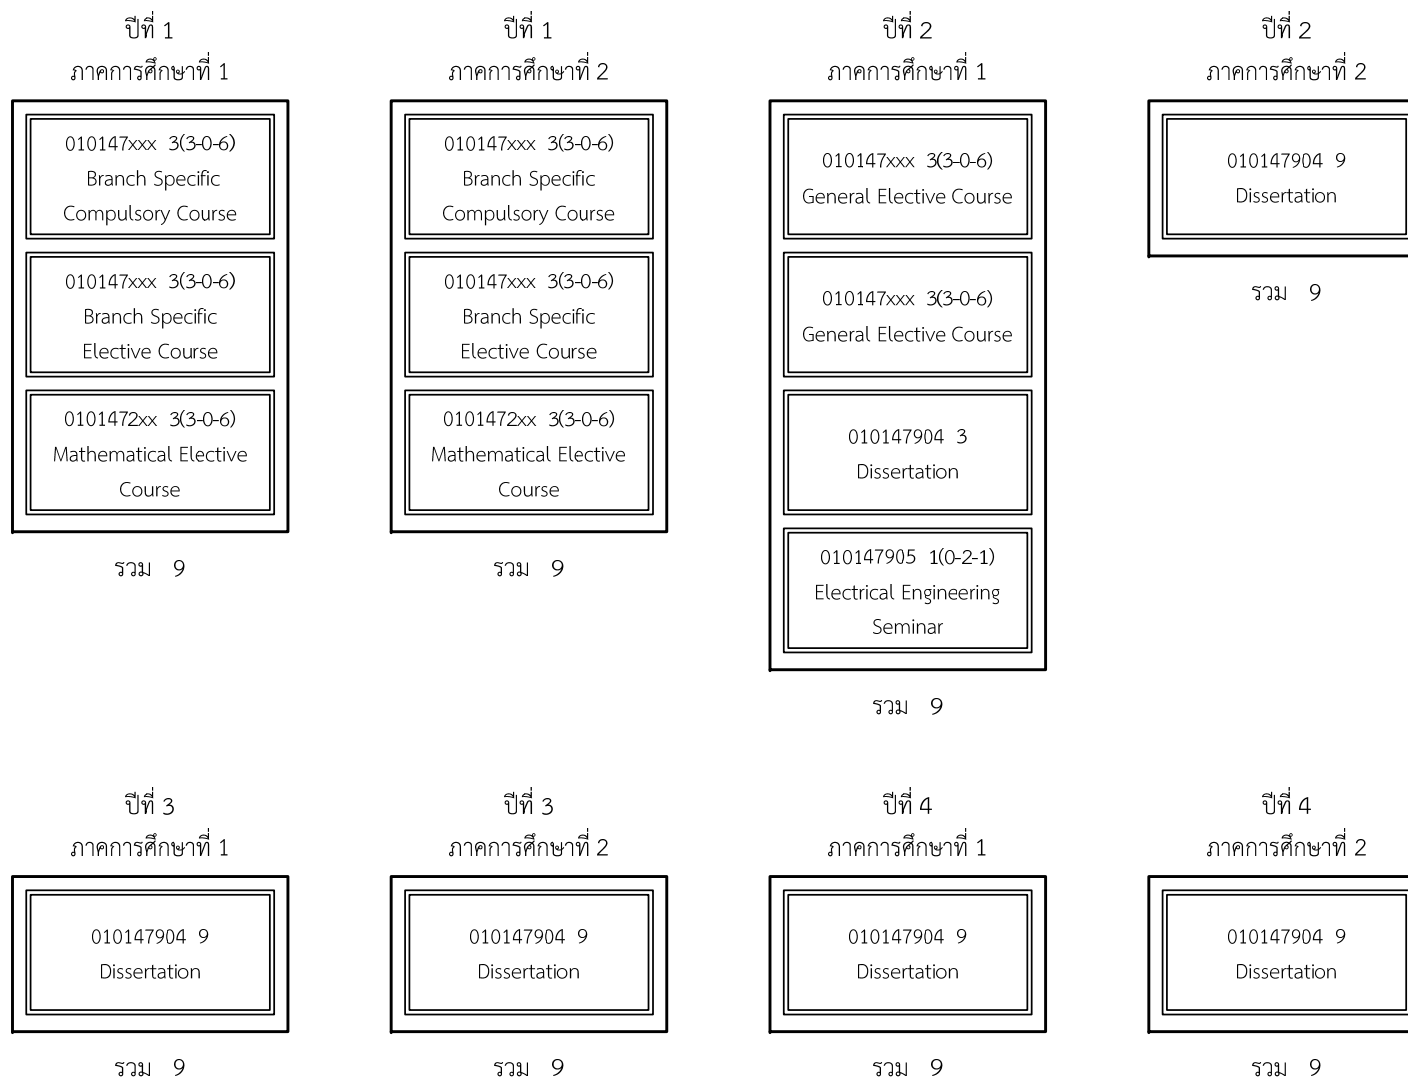 ปีที่ 1
ภาคการศึกษาที่ 1
010147xxx 3(3-0-6)
Branch Specific
Compulsory Course
010147xxx 3(3-0-6)
Branch Specific
Elective Course
0101472xx 3(3-0-6)
Mathematical Elective
Course
รวม 9
ปีที่ 1
ภาคการศึกษาที่ 2
010147xxx 3(3-0-6)
Branch Specific
Compulsory Course
010147xxx 3(3-0-6)
Branch Specific
Elective Course
0101472xx 3(3-0-6)
Mathematical Elective
Course
รวม 9
ปีที่ 2
ภาคการศึกษาที่ 1
010147xxx 3(3-0-6)
General Elective Course
010147xxx 3(3-0-6)
General Elective Course
010147904 3
Dissertation
010147905 1(0-2-1)
Electrical Engineering
Seminar
รวม 9
ปีที่ 2
ภาคการศึกษาที่ 2
010147904 9
Dissertation
รวม 9
ปีที่ 3
ภาคการศึกษาที่ 1
010147904 9
Dissertation
รวม 9
ปีที่ 3
ภาคการศึกษาที่ 2
010147904 9
Dissertation
รวม 9
ปีที่ 4
ภาคการศึกษาที่ 1
010147904 9
Dissertation
รวม 9
ปีที่ 4
ภาคการศึกษาที่ 2
010147904 9
Dissertation
รวม 9